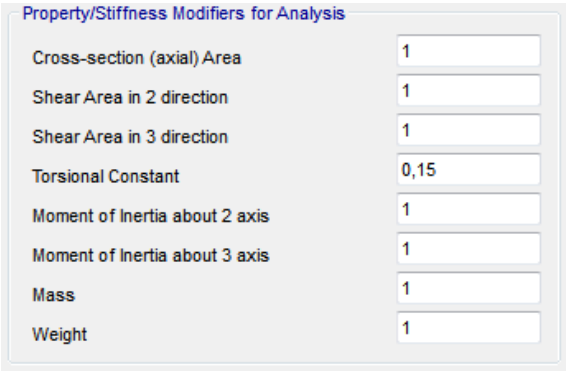 Property/Stiffness Modifiers for Analysis
Cross-section (axial) Area 1
Shear Area in 2 direction 1
Shear Area in 3 direction 1
Torsional Constant 0,15
Moment of Inertia about 2 axis 1
Moment of Inertia about 3 axis 1
Mass 1
Weight 1